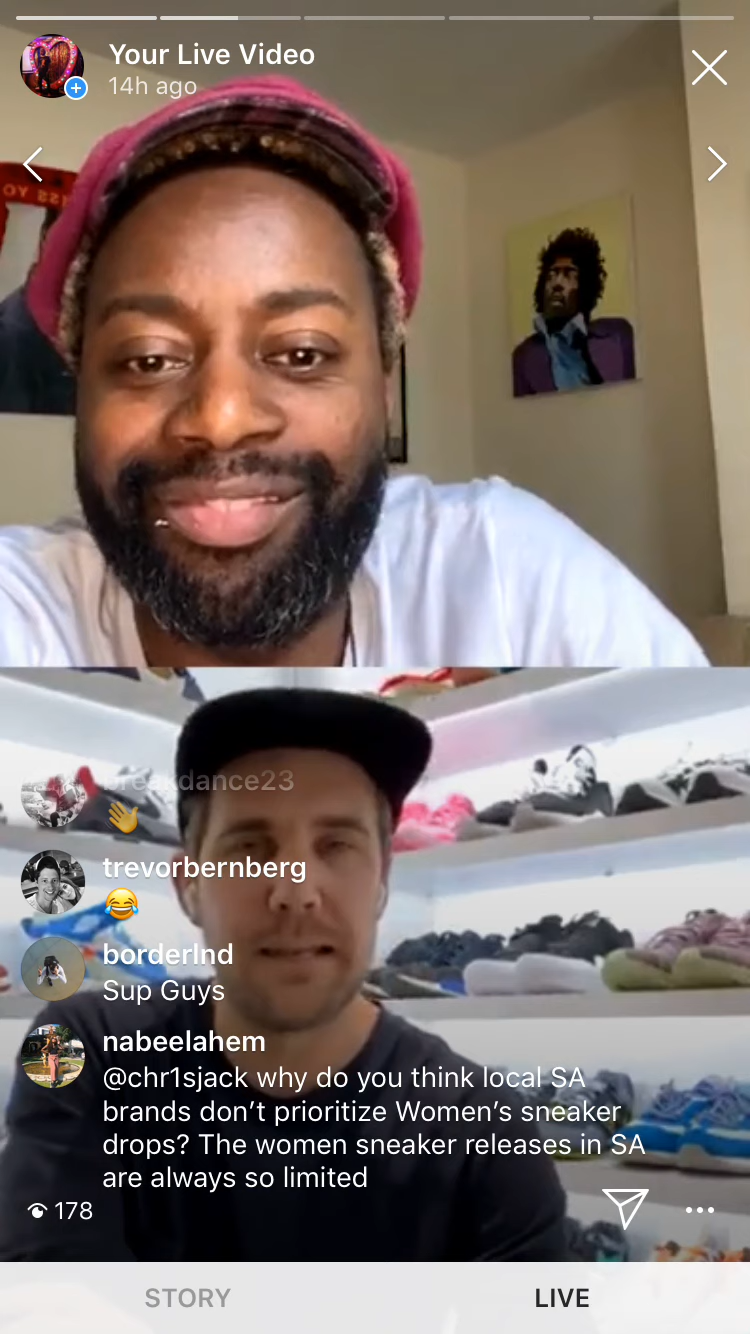 Your Live Video
14h ago
breakdance23
👋
trevorbernberg
😂
borderlnd
Sup Guys
nabeelahem
@chr1sjack why do you think local SA
brands don’t prioritize Women’s sneaker
drops? The women sneaker releases in SA
are always so limited
178
STORY
LIVE